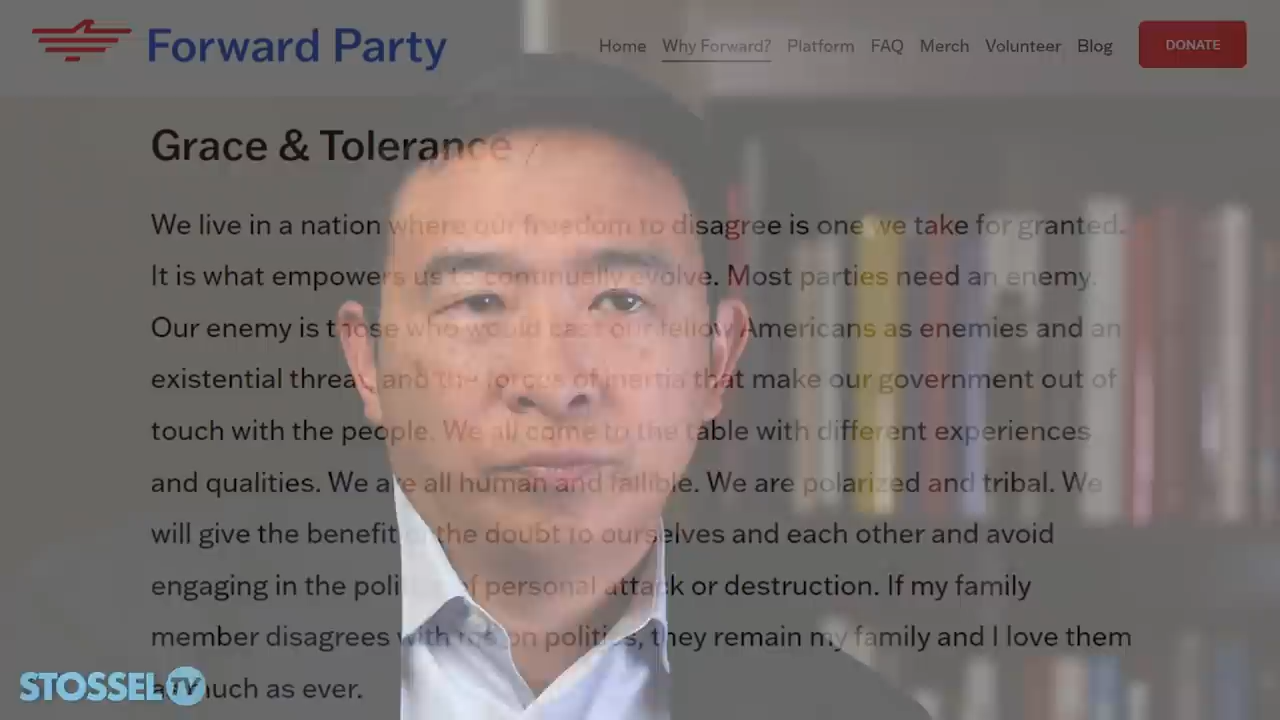 Forward Party
Home Why Forward? Platform FAQ Merch Volunteer Blog DONATE
Grace & Tolerance
We live in a nation where our freedom to disagree is one we take for granted.
It is what empowers us to continually evolve. Most parties need an enemy.
Our enemy is those who would cast our fellow Americans as enemies and an
existential threat, and the forces of inertia that make our government out of
touch with the people. We all come to the table with different experiences
and qualities. We are all human and fallible. We are polarized and tribal. We
will give the benefit of the doubt to ourselves and each other and avoid
engaging in the politics of personal attack or destruction. If my family
member disagrees with me on politics, they remain my family and I love them
as much as ever.
STOSSEL TV